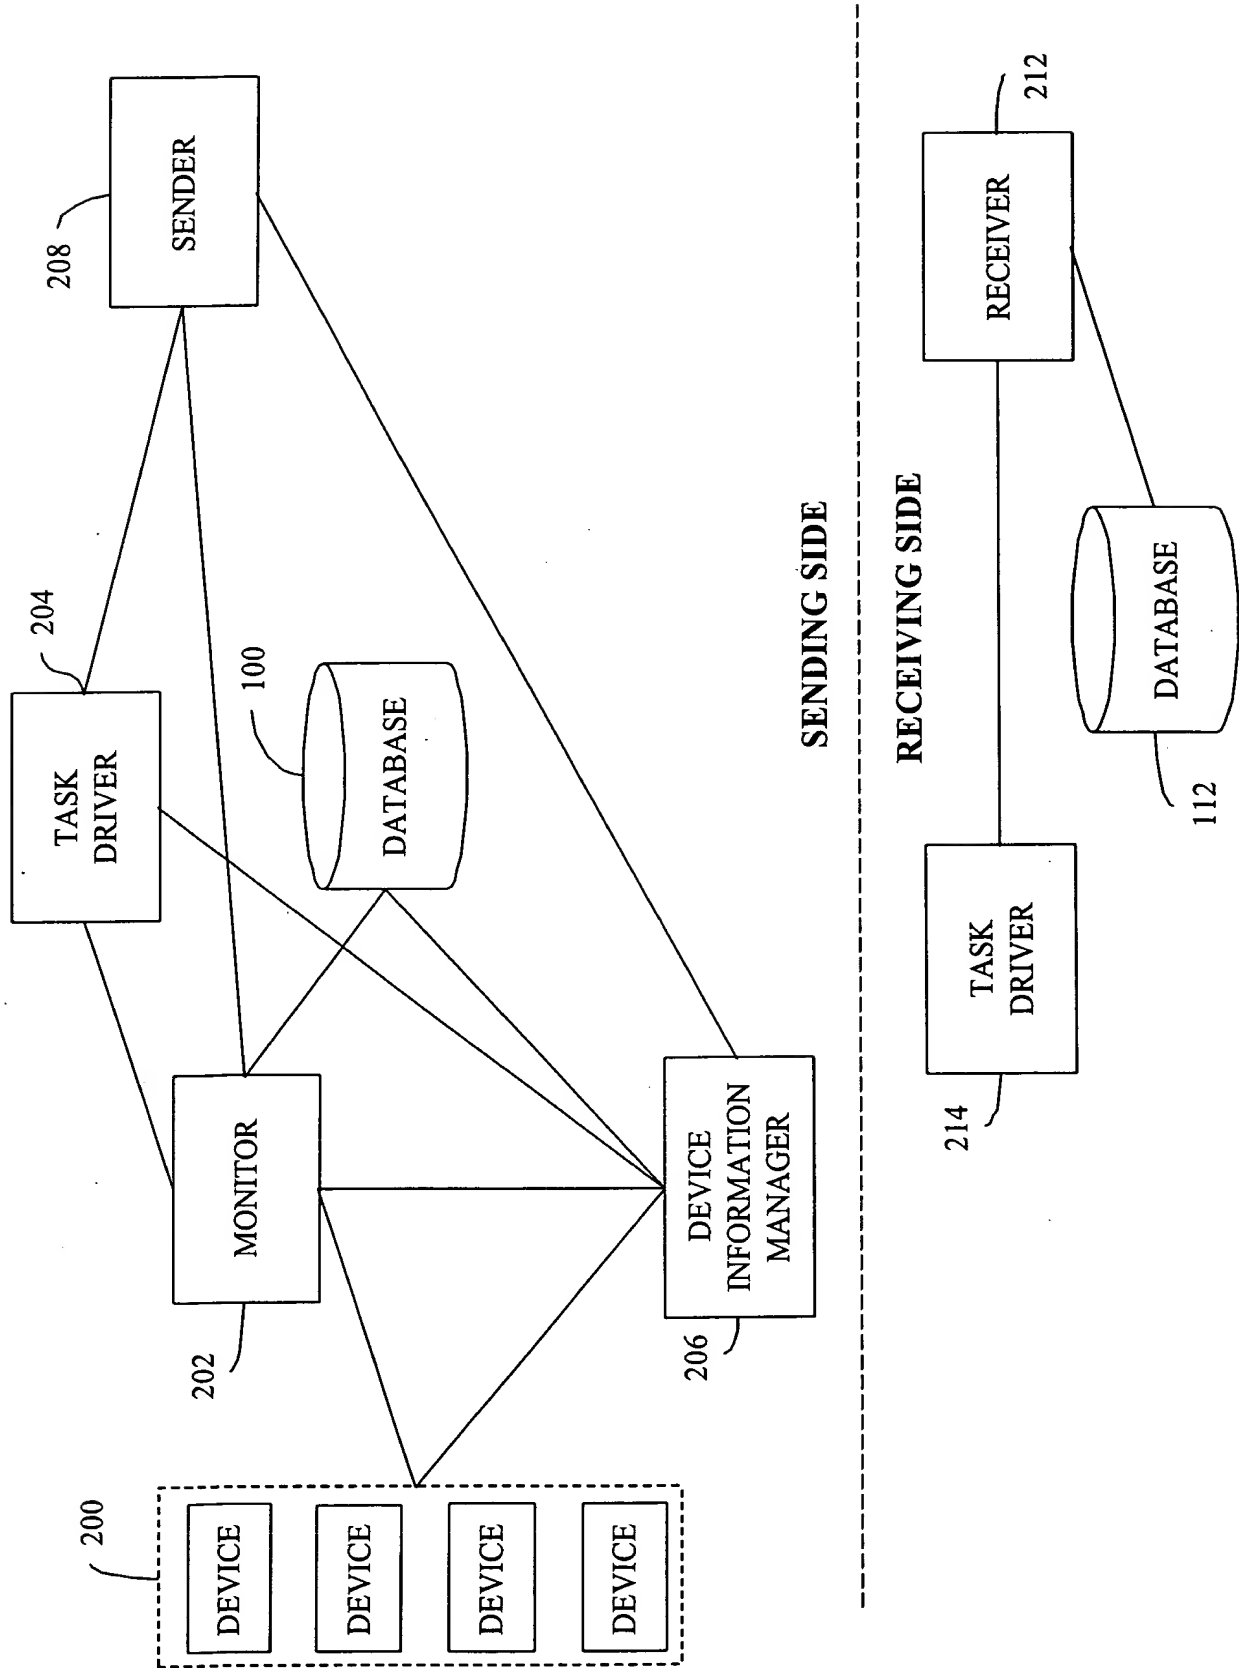 200
DEVICE
DEVICE
DEVICE
DEVICE
202
MONITOR
204
TASK
DRIVER
208
SENDER
100
DATABASE
206
DEVICE
INFORMATION
MANAGER
SENDING SIDE
RECEIVING SIDE
214
TASK
DRIVER
212
RECEIVER
112
DATABASE